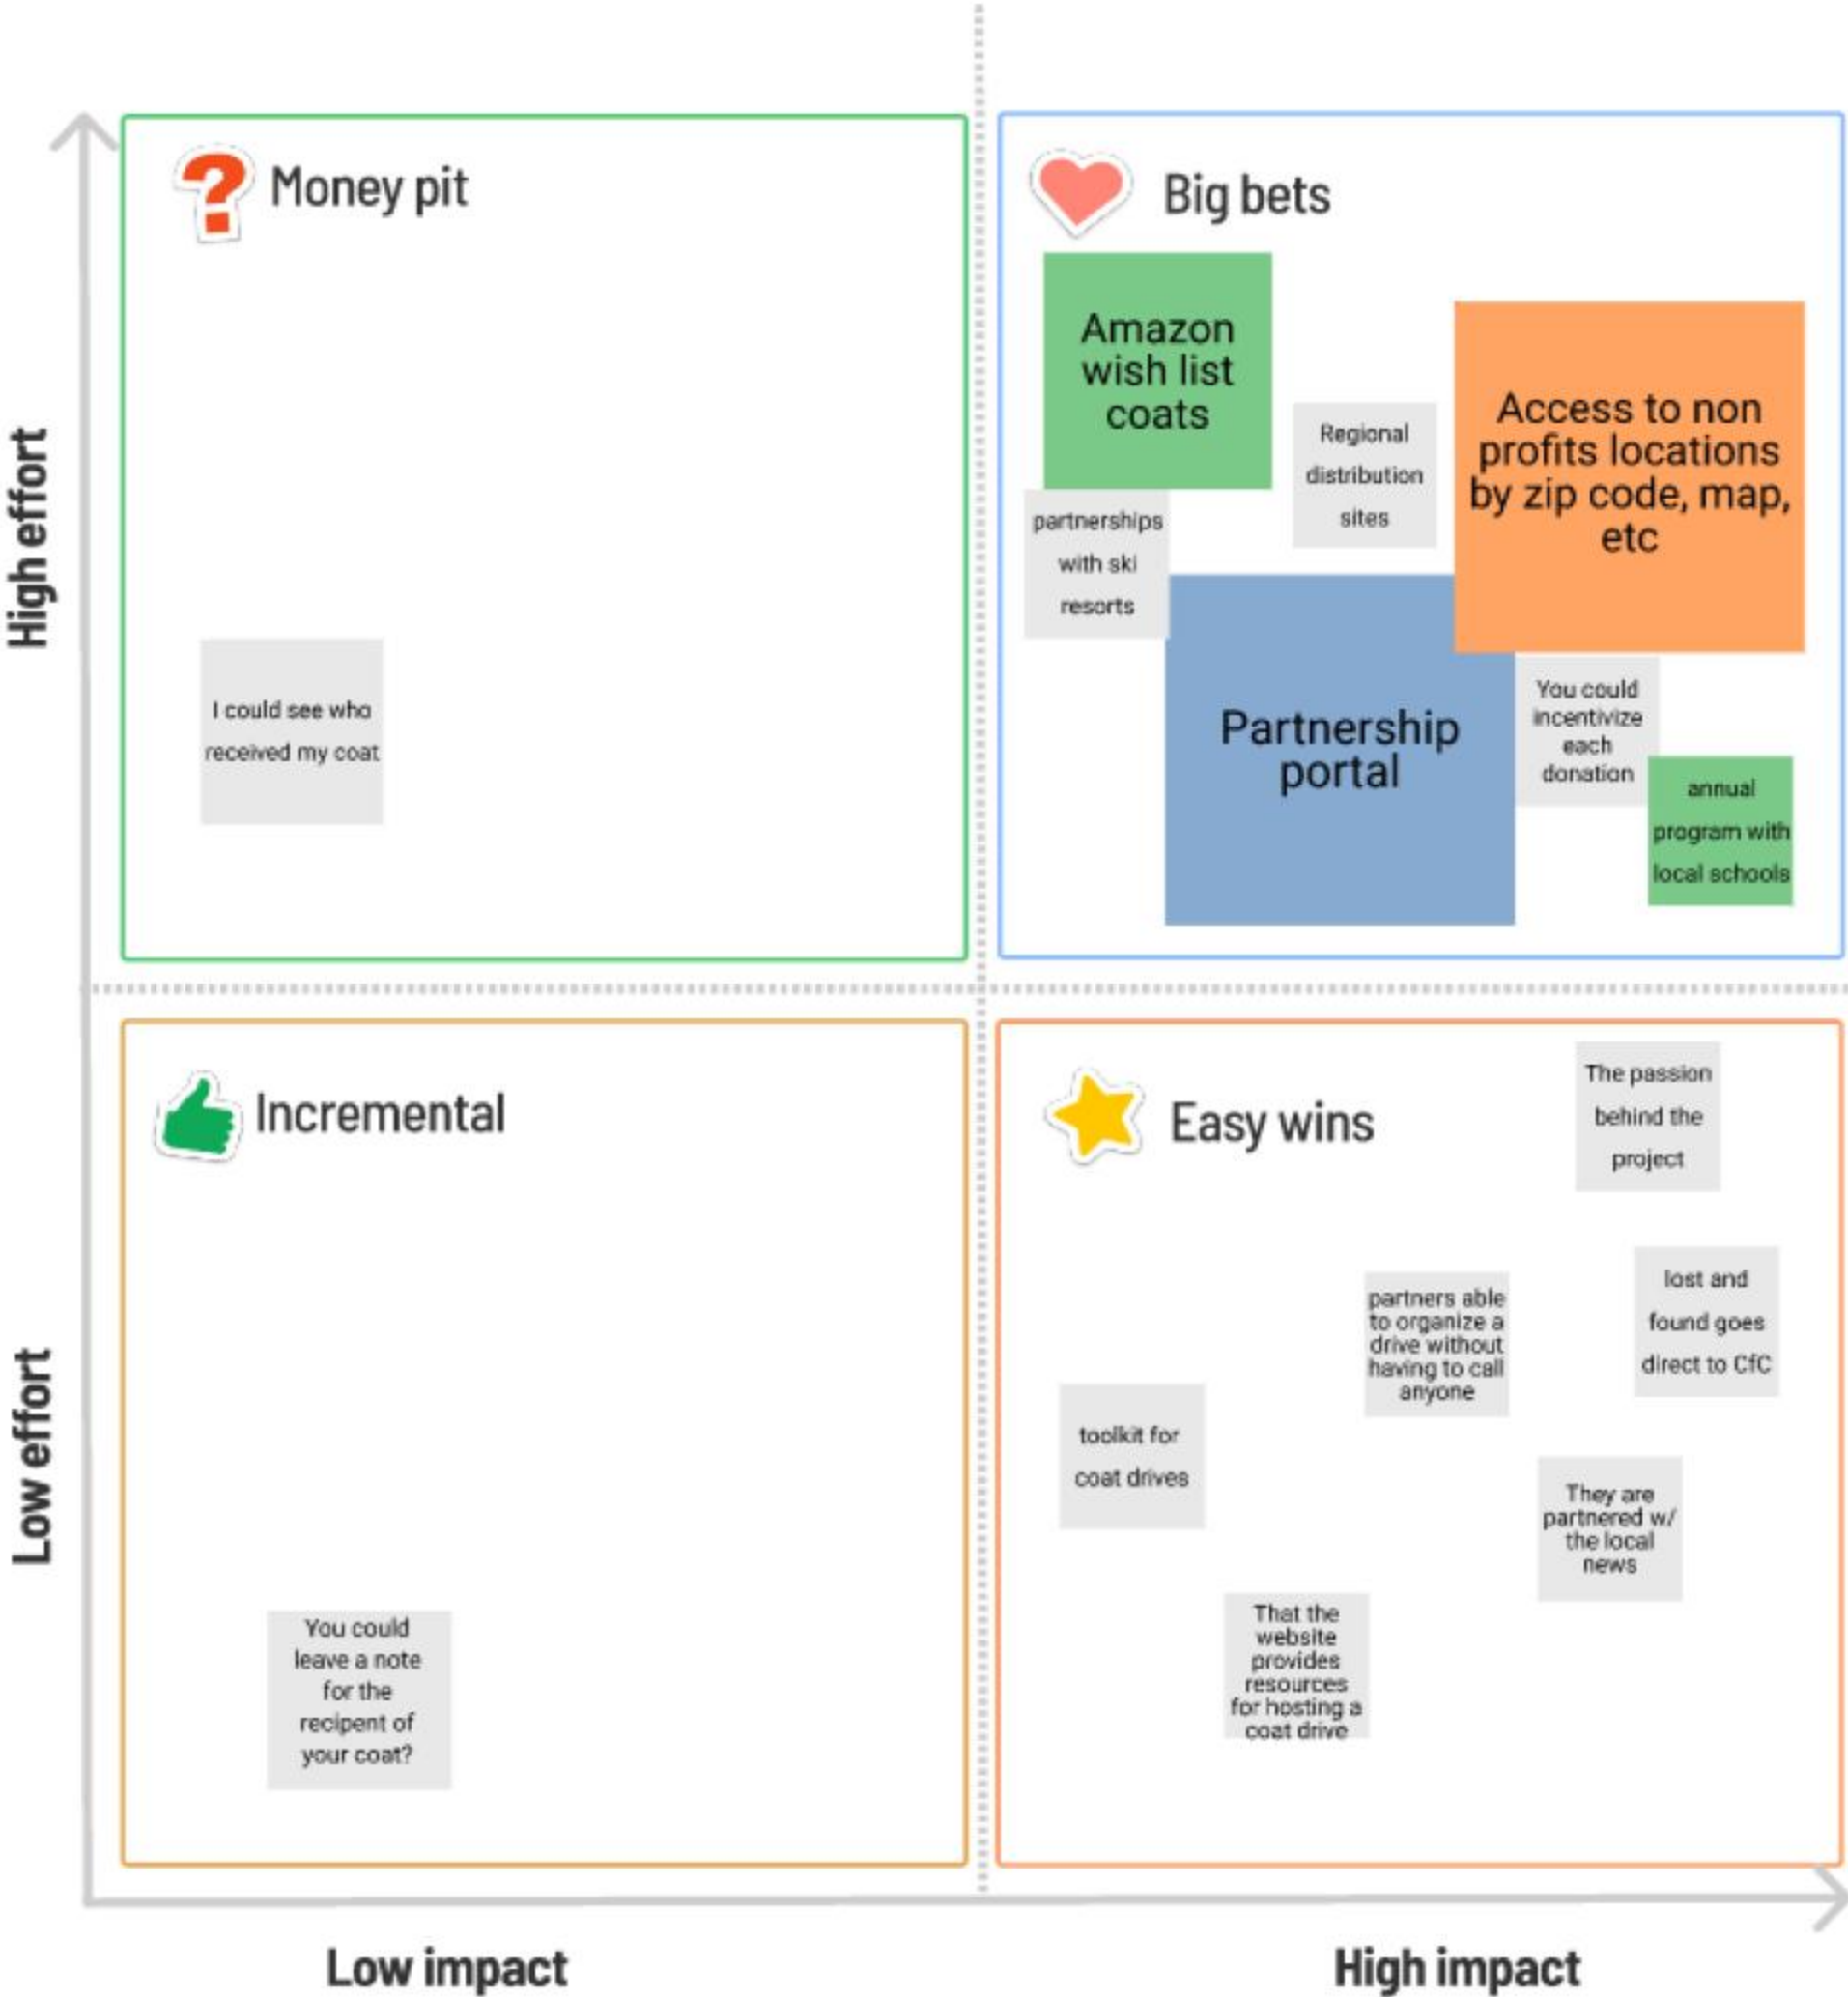 High effort
Low effort
Money pit
I could see who
received my coat
Big bets
Amazon
wish list
coats
Regional
distribution
sites
Access to non
profits locations
by zip code, map,
etc
partnerships
with ski
resorts
Partnership
portal
You could
incentivize
each
donation
annual
program with
local schools
Incremental
You could
leave a note
for the
recipent of
your coat?
Easy wins
The passion
behind the
project
partners able
to organize a
drive without
having to call
anyone
lost and
found goes
direct to CfC
toolkit for
coat drives
They are
partnered w/
the local
news
That the
website
provides
resources
for hosting a
coat drive
Low impact
High impact